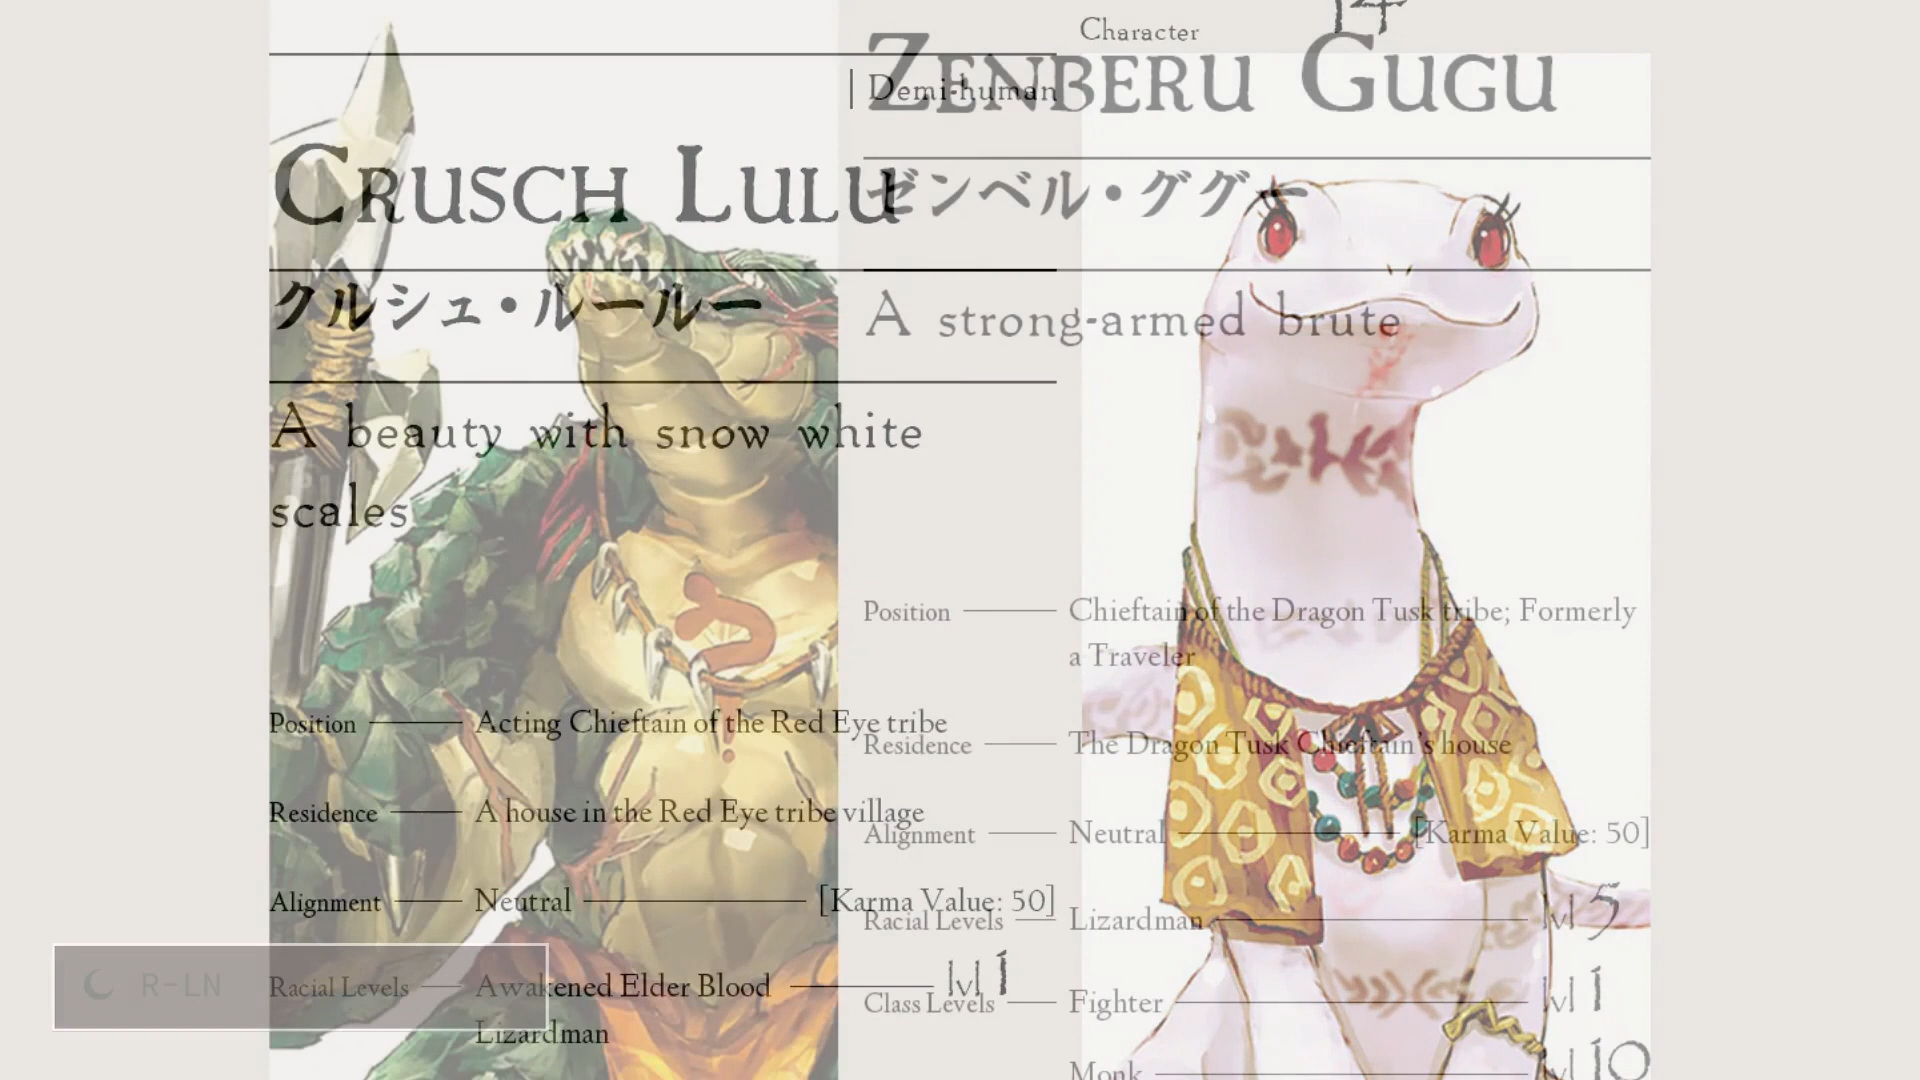 Character
14
ZENBERU GUGU
| Demi-human
CRUSCH LULU
ゼンベル・ググー
クルシュ・ルールー
A strong-armed brute
A beauty with snow white
scales
Position Chieftain of the Dragon Tusk tribe; Formerly
a Traveler
Position Acting Chieftain of the Red Eye tribe
Residence The Dragon Tusk Chieftain's house
Residence A house in the Red Eye tribe village
Alignment Neutral [Karma Value: 50]
Alignment Neutral [Karma Value: 50]
Racial Levels Lizardman lvl 5
Racial Levels Awakened Elder Blood lvl 1
Lizardman
Class Levels Fighter lvl 1
Monk lvl 10
R-LN